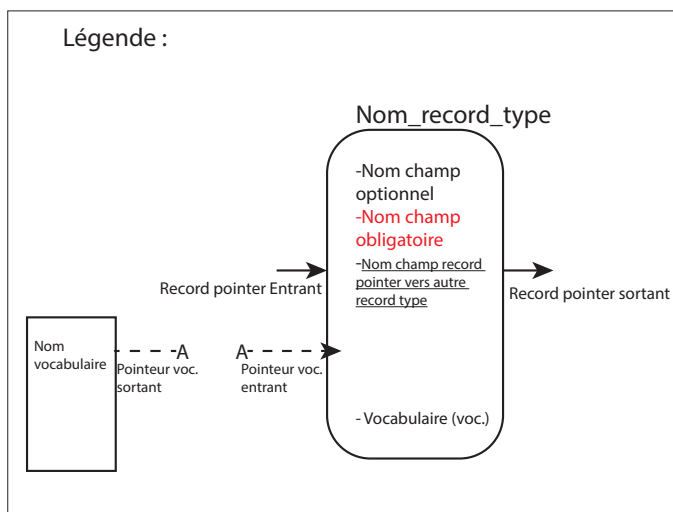 Légende :
Nom_record_type
-Nom champ
optionnel
-Nom champ
obligatoire
-Nom champ record
pointer vers autre
record type
Record pointer Entrant
Record pointer sortant
Nom
vocabulaire
A
A
Pointeur voc.
sortant
Pointeur voc.
entrant
- Vocabulaire (voc.)